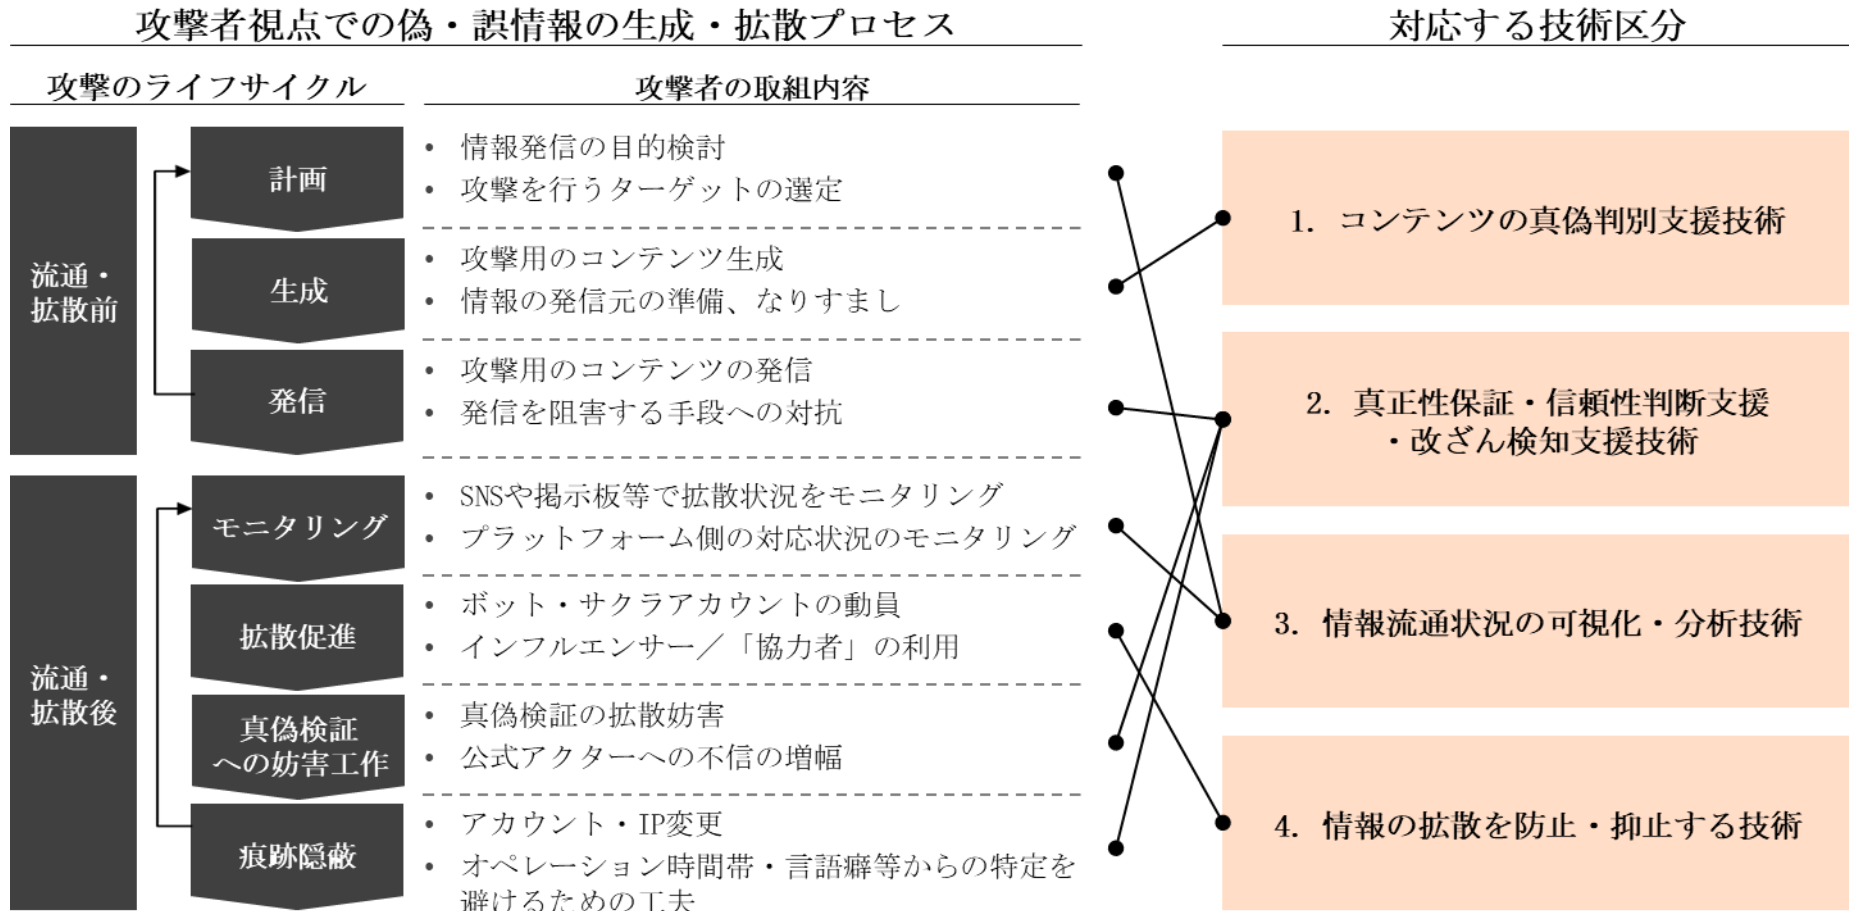 攻撃者視点での偽・誤情報の生成・拡散プロセス
対応する技術区分
攻撃のライフサイクル
攻撃者の取組内容
流通・
拡散前
計画
• 情報発信の目的検討
• 攻撃を行うターゲットの選定
生成
• 攻撃用のコンテンツ生成
• 情報の発信元の準備、なりすまし
発信
• 攻撃用のコンテンツの発信
• 発信を阻害する手段への対抗
流通・
拡散後
モニタリング
• SNSや掲示板等で拡散状況をモニタリング
• プラットフォーム側の対応状況のモニタリング
拡散促進
• ボット・サクラアカウントの動員
• インフルエンサー／「協力者」の利用
真偽検証
への妨害工作
• 真偽検証の拡散妨害
• 公式アクターへの不信の増幅
痕跡隠蔽
• アカウント・IP変更
• オペレーション時間帯・言語癖等からの特定を
避けるための工夫
1. コンテンツの真偽判別支援技術
2. 真正性保証・信頼性判断支援
・改ざん検知支援技術
3. 情報流通状況の可視化・分析技術
4. 情報の拡散を防止・抑止する技術